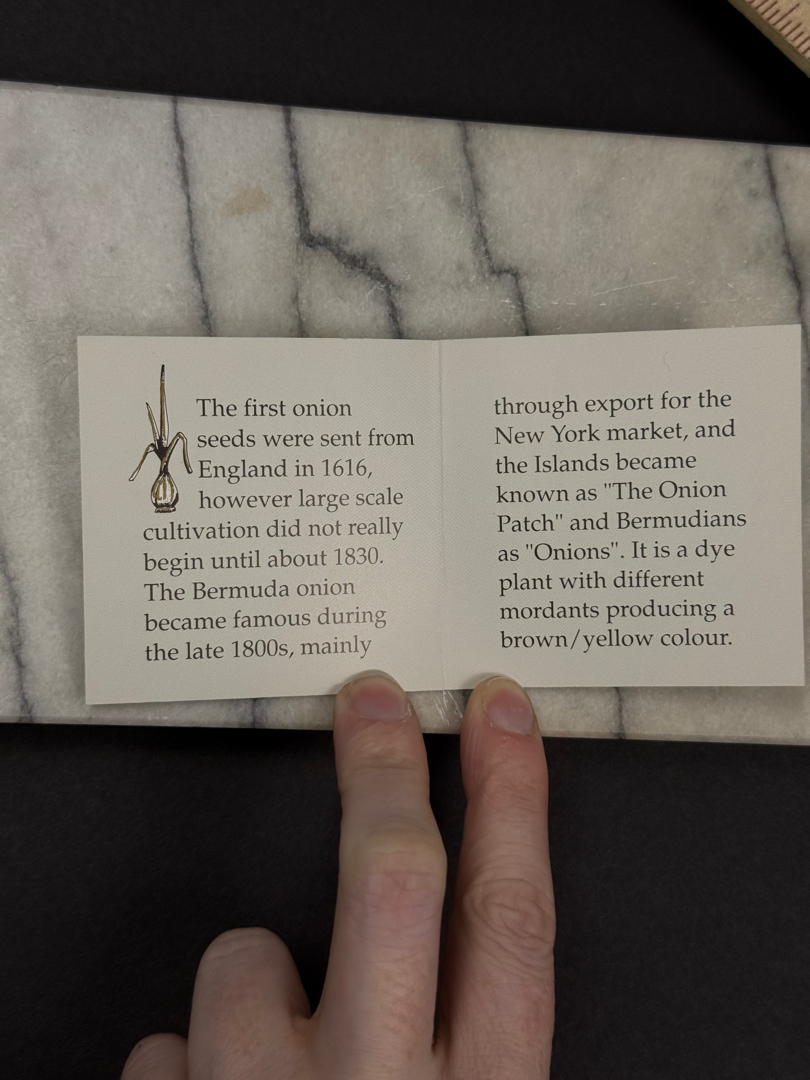 The first onion
seeds were sent from
England in 1616,
however large scale
cultivation did not really
begin until about 1830.
The Bermuda onion
became famous during
the late 1800s, mainly
through export for the
New York market, and
the Islands became
known as "The Onion
Patch" and Bermudians
as "Onions". It is a dye
plant with different
mordants producing a
brown/yellow colour.